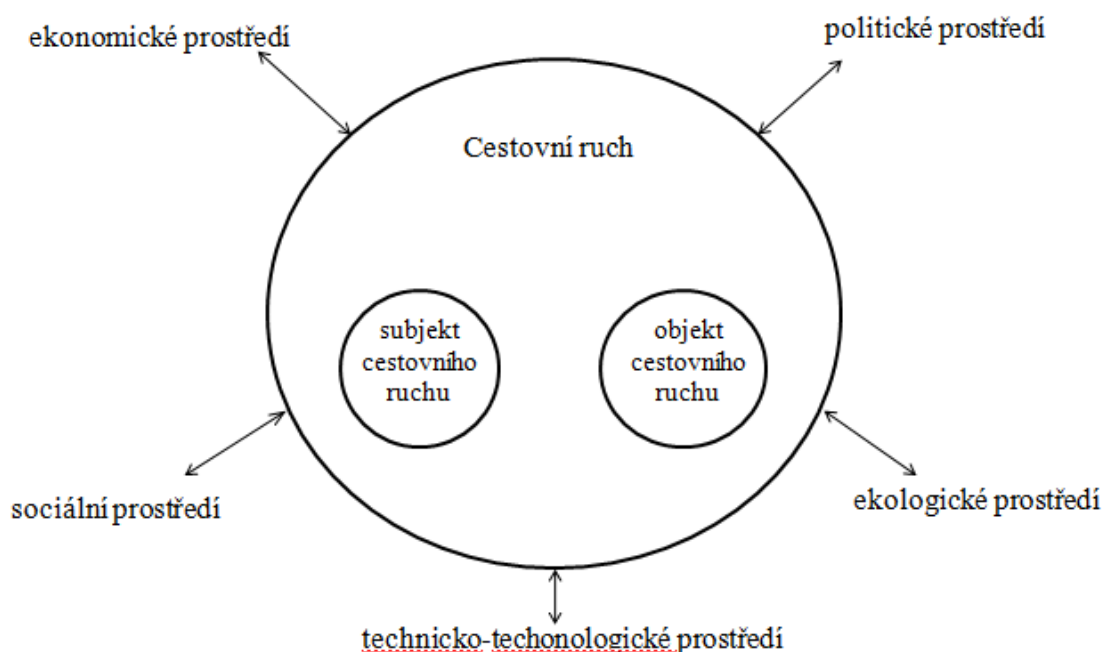 ekonomické prostředí
politické prostředí
Cestovní ruch
subjekt
cestovního
ruchu
objekt
cestovního
ruchu
sociální prostředí
ekologické prostředí
technicko-techonologické prostředí